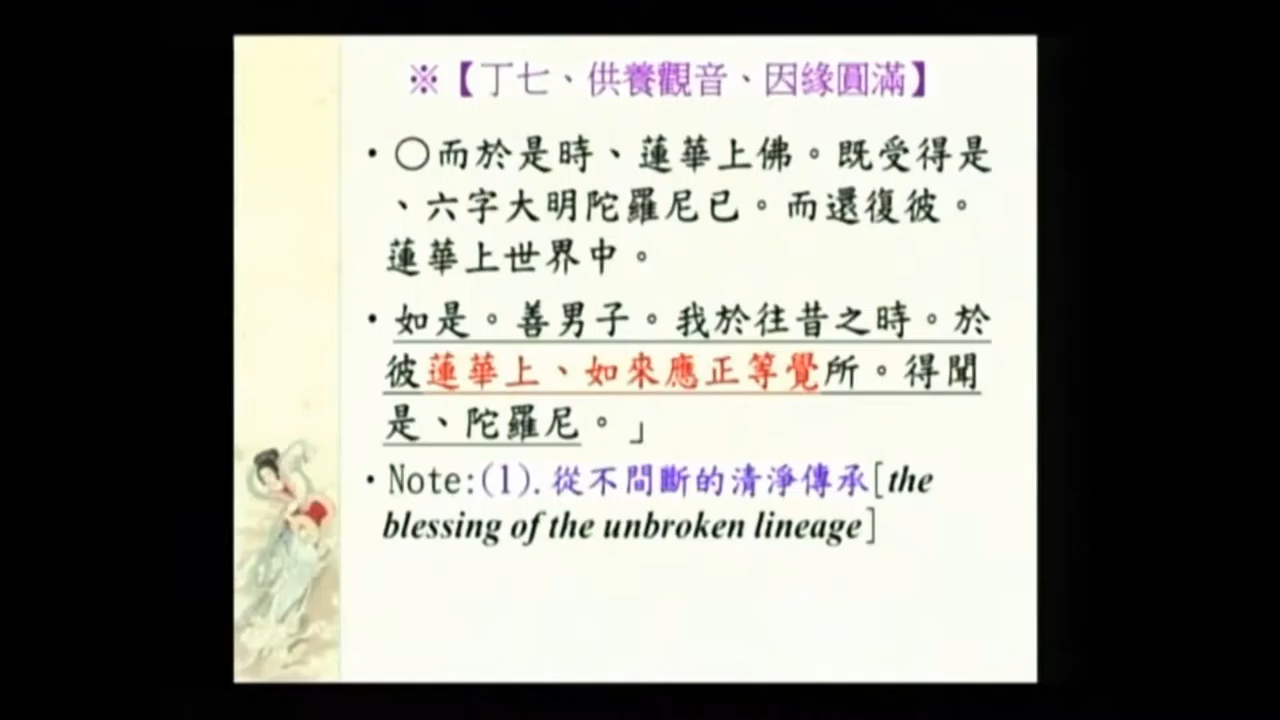 ※【丁七、供養觀音、因緣圓滿】
•〇而於是時、蓮華上佛。既受得是
、六字大明陀羅尼已。而還復彼。
蓮華上世界中。
•如是。善男子。我於往昔之時。於
彼蓮華上、如來應正等覺所。得聞
是、陀羅尼。」
•Note:(1).從不間斷的清淨傳承[the
blessing of the unbroken lineage]